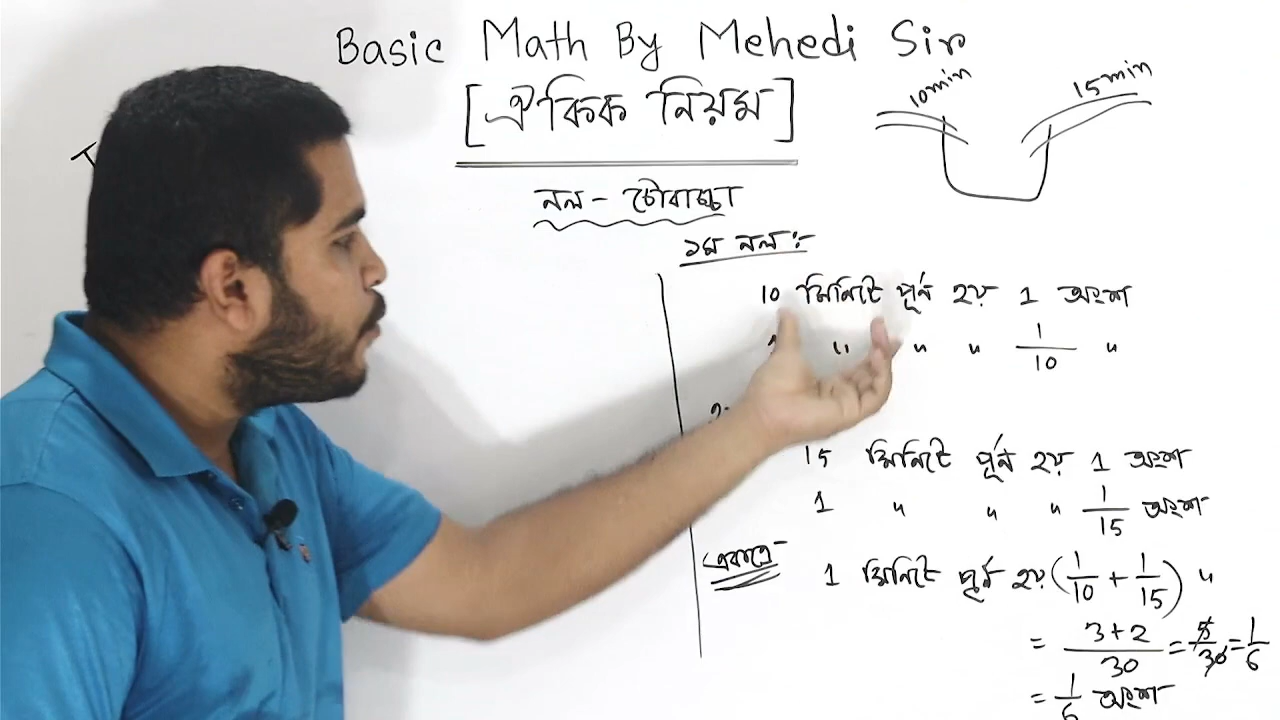 Basic Math By Mehedi Sir
[ঐকিক নিয়ম]
10min 15min
নল - চৌবাচ্চা
১ম নল :-
10 মিনিটে পূর্ন হয় 1 অংশ
" " " 1/10 "
15 মিনিটে পূর্ন হয় 1 অংশ
1 " " " 1/15 অংশ
একত্রে
1 মিনিটে পূর্ন হয় (1/10 + 1/15) "
= 3+2/30 = 5/30 = 1/6
= 1/6 অংশ